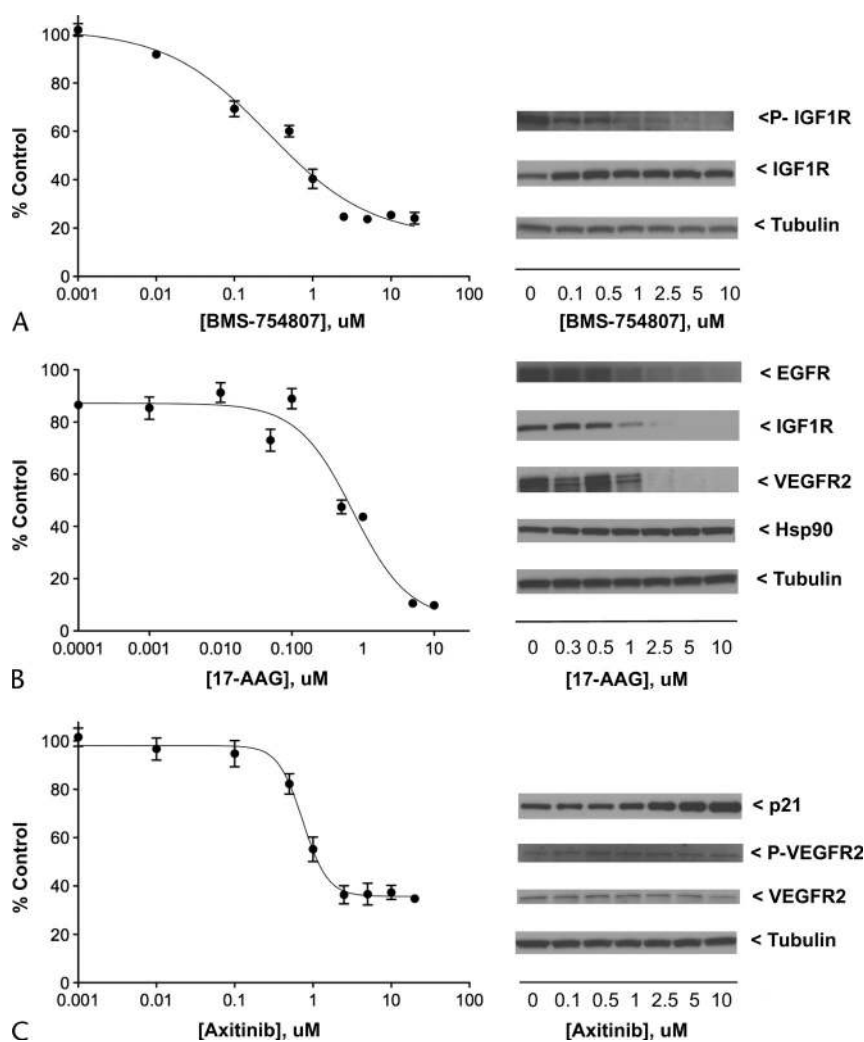 120
100
80
60
40
20
0
% Control
0.001 0.01 0.1 1 10 100
[BMS-754807], uM
<P- IGF1R
< IGF1R
< Tubulin
0 0.1 0.5 1 2.5 5 10
[BMS-754807], uM
A
100
80
60
40
20
0
% Control
0.0001 0.001 0.010 0.100 1 10
[17-AAG], uM
< EGFR
< IGF1R
< VEGFR2
< Hsp90
< Tubulin
0 0.3 0.5 1 2.5 5 10
[17-AAG], uM
B
100
80
60
40
20
0
% Control
0.001 0.01 0.1 1 10 100
[Axitinib], uM
< p21
< P-VEGFR2
< VEGFR2
< Tubulin
0 0.1 0.5 1 2.5 5 10
[Axitinib], uM
C